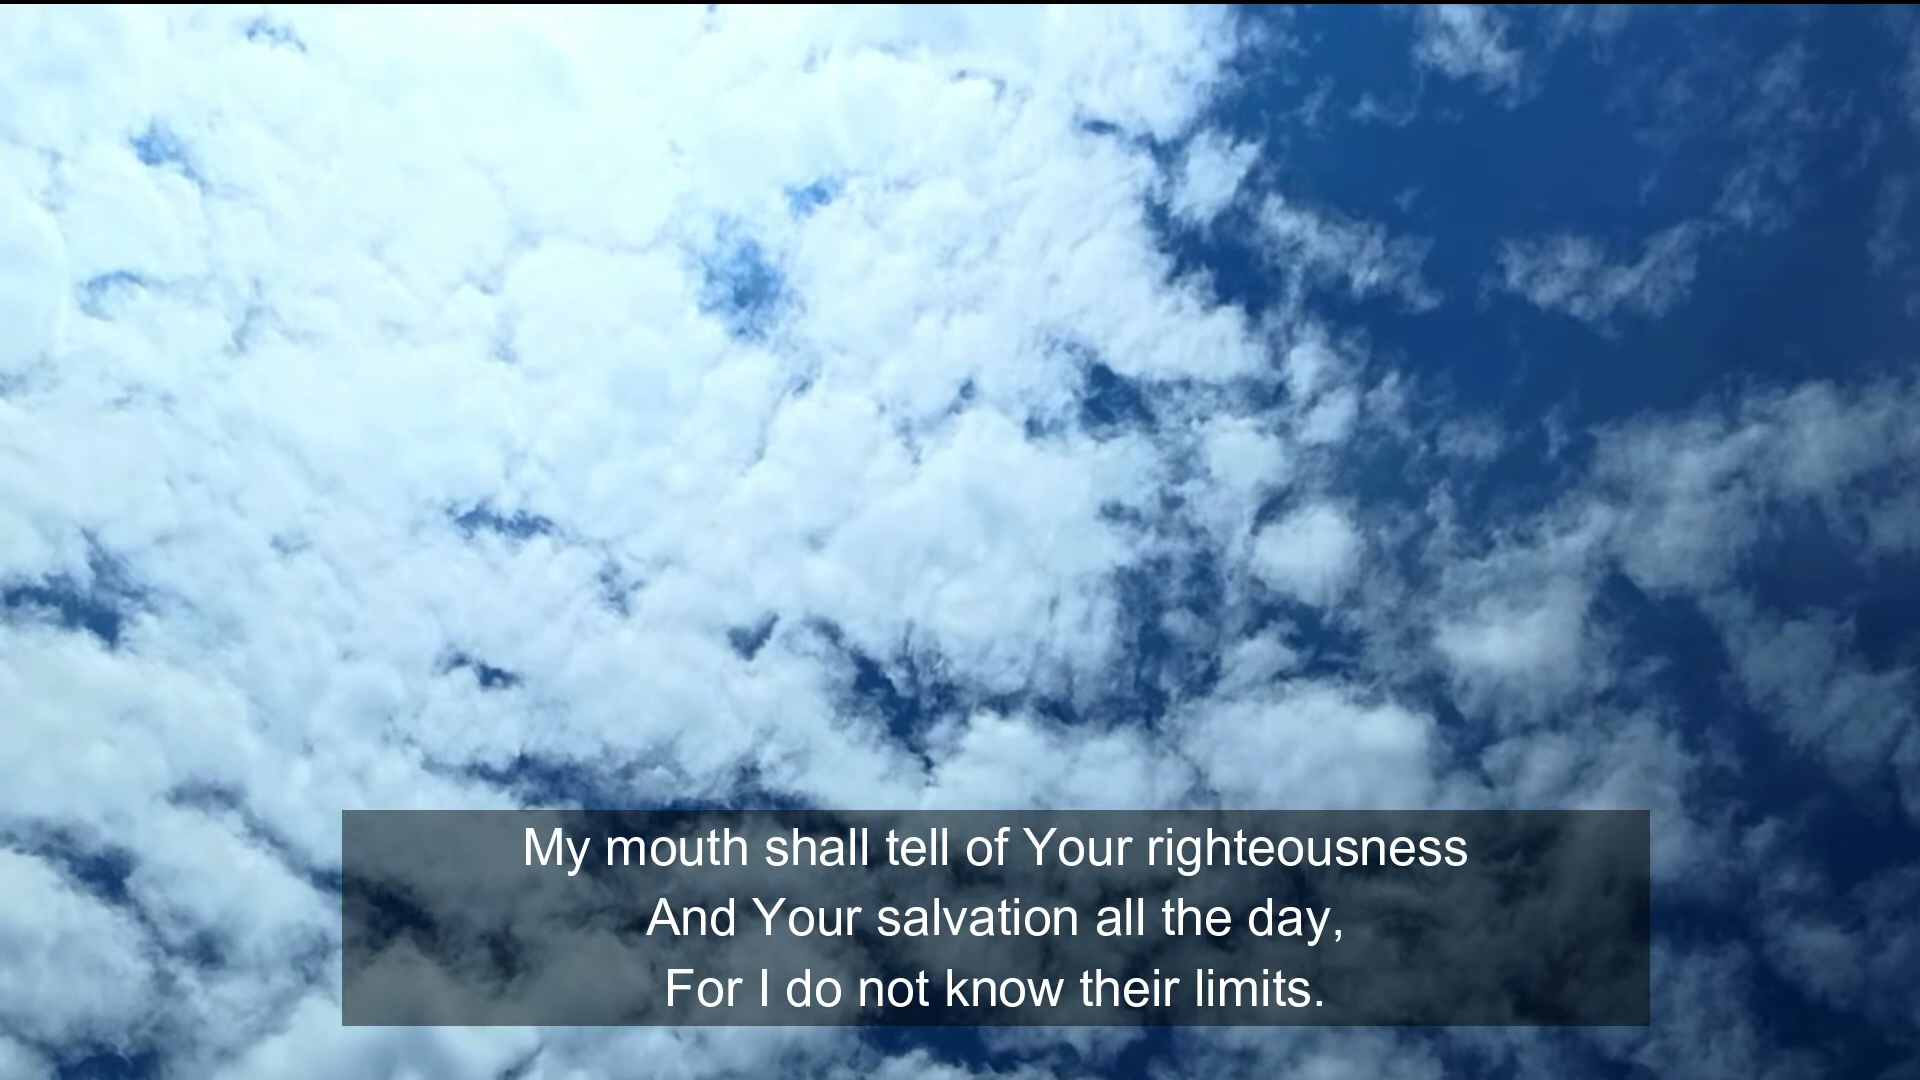 My mouth shall tell of Your righteousness
And Your salvation all the day,
For I do not know their limits.